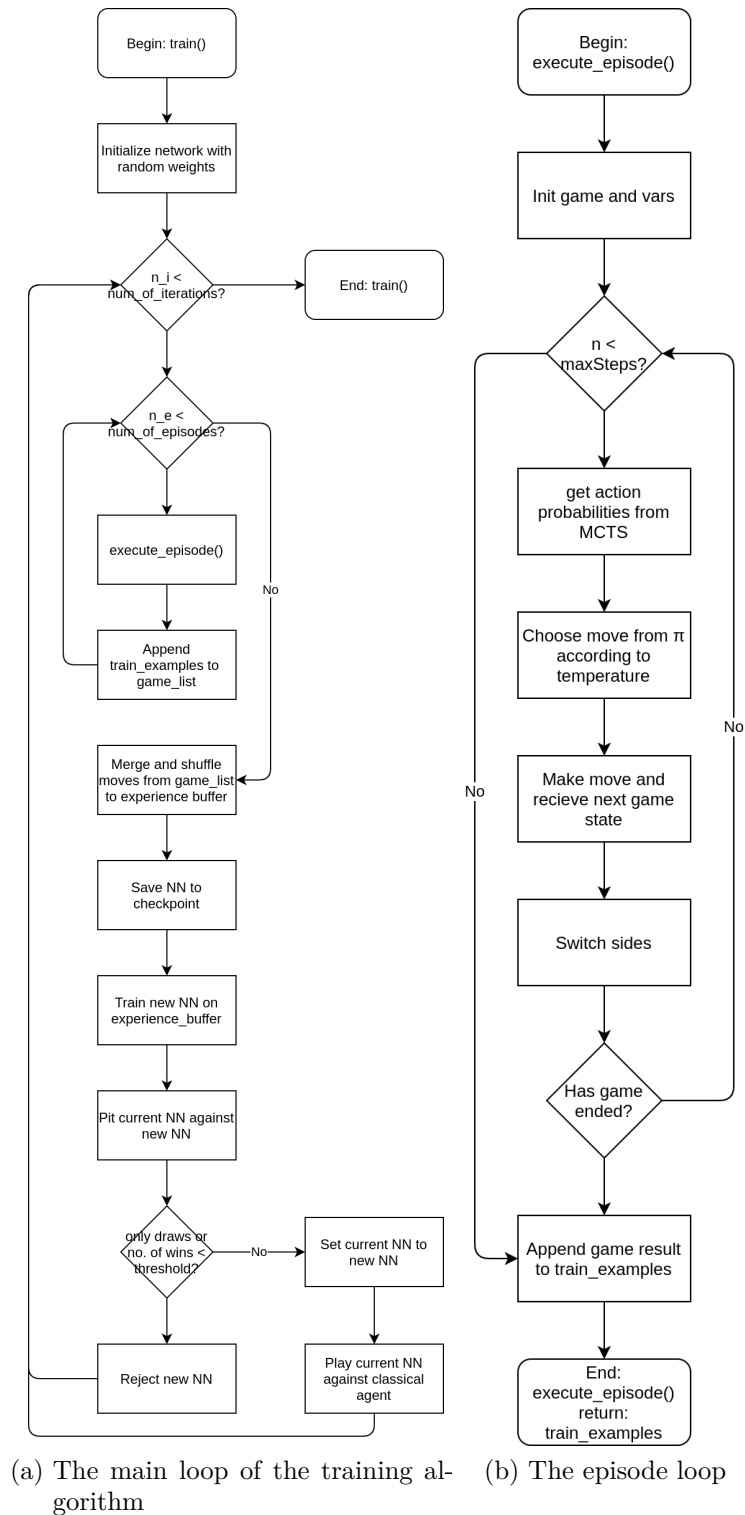 Begin: train()
Initialize network with
random weights
n_i <
num_of_iterations?
End: train()
n_e <
num_of_episodes?
execute_episode()
No
Append
train_examples to
game_list
Merge and shuffle
moves from game_list
to experience buffer
Save NN to
checkpoint
Train new NN on
experience_buffer
Pit current NN against
new NN
only draws or
no. of wins <
threshold?
No
Set current NN to
new NN
Reject new NN
Play current NN
against classical
agent
(a) The main loop of the training al-
gorithm
Begin:
execute_episode()
Init game and vars
n <
maxSteps?
get action
probabilities from
MCTS
Choose move from π
according to
temperature
No
Make move and
recieve next game
state
No
Switch sides
Has game
ended?
Append game result
to train_examples
End:
execute_episode()
return:
train_examples
(b) The episode loop